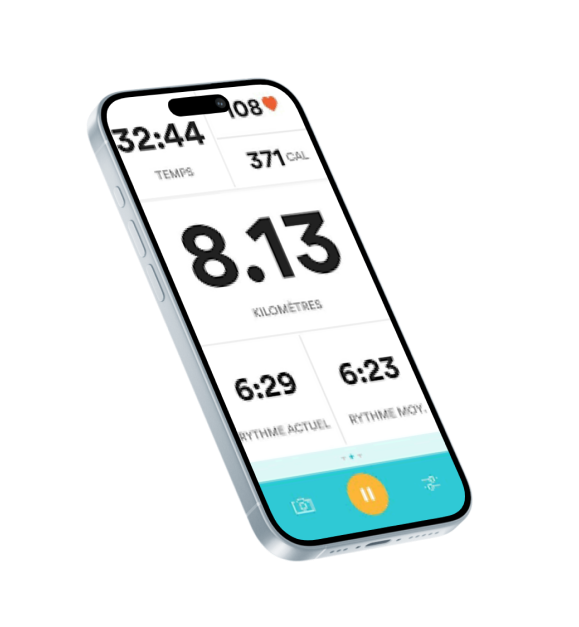 32:44
TEMPS
108
371 CAL
8.13
KILOMÈTRES
6:29
RYTHME ACTUEL
6:23
RYTHME MOY.